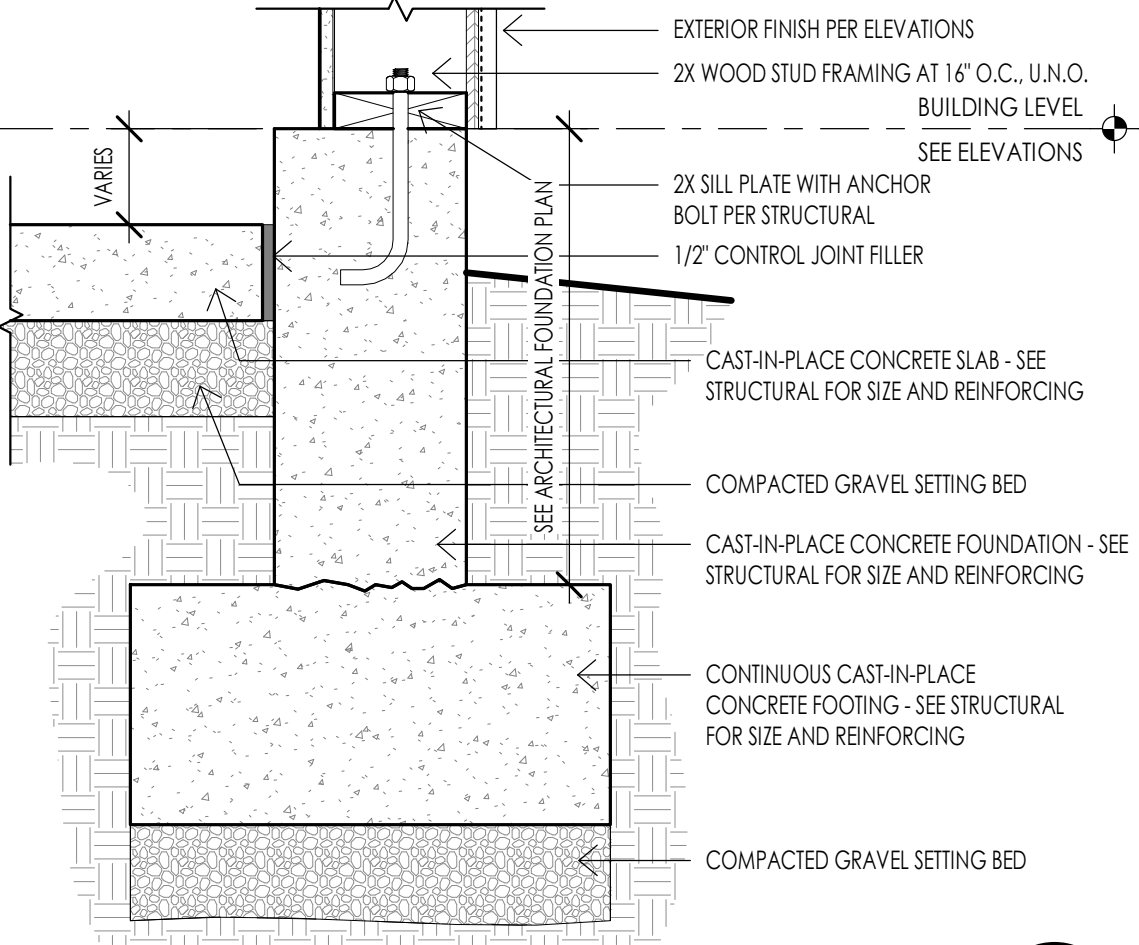 EXTERIOR FINISH PER ELEVATIONS
2X WOOD STUD FRAMING AT 16" O.C., U.N.O.
BUILDING LEVEL
SEE ELEVATIONS
VARIES
2X SILL PLATE WITH ANCHOR
BOLT PER STRUCTURAL
1/2" CONTROL JOINT FILLER
SEE ARCHITECTURAL FOUNDATION PLAN
CAST-IN-PLACE CONCRETE SLAB - SEE
STRUCTURAL FOR SIZE AND REINFORCING
COMPACTED GRAVEL SETTING BED
CAST-IN-PLACE CONCRETE FOUNDATION - SEE
STRUCTURAL FOR SIZE AND REINFORCING
CONTINUOUS CAST-IN-PLACE
CONCRETE FOOTING - SEE STRUCTURAL
FOR SIZE AND REINFORCING
COMPACTED GRAVEL SETTING BED